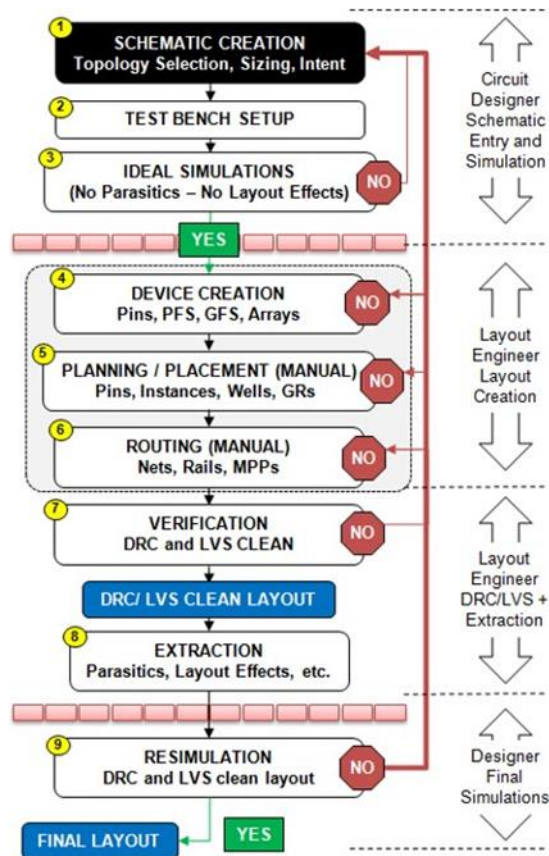 1
SCHEMATIC CREATION
Topology Selection, Sizing, Intent
2
TEST BENCH SETUP
3
IDEAL SIMULATIONS
(No Parasitics – No Layout Effects)
NO
YES
Circuit
Designer
Schematic
Entry and
Simulation
4
DEVICE CREATION
Pins, PFS, GFS, Arrays
NO
5
PLANNING / PLACEMENT (MANUAL)
Pins, Instances, Wells, GRs
NO
6
ROUTING (MANUAL)
Nets, Rails, MPPs
NO
Layout
Engineer
Layout
Creation
7
VERIFICATION
DRC and LVS CLEAN
NO
DRC/ LVS CLEAN LAYOUT
8
EXTRACTION
Parasitics, Layout Effects, etc.
Layout
Engineer
DRC/LVS +
Extraction
9
RESIMULATION
DRC and LVS clean layout
NO
YES
FINAL LAYOUT
Designer
Final
Simulations